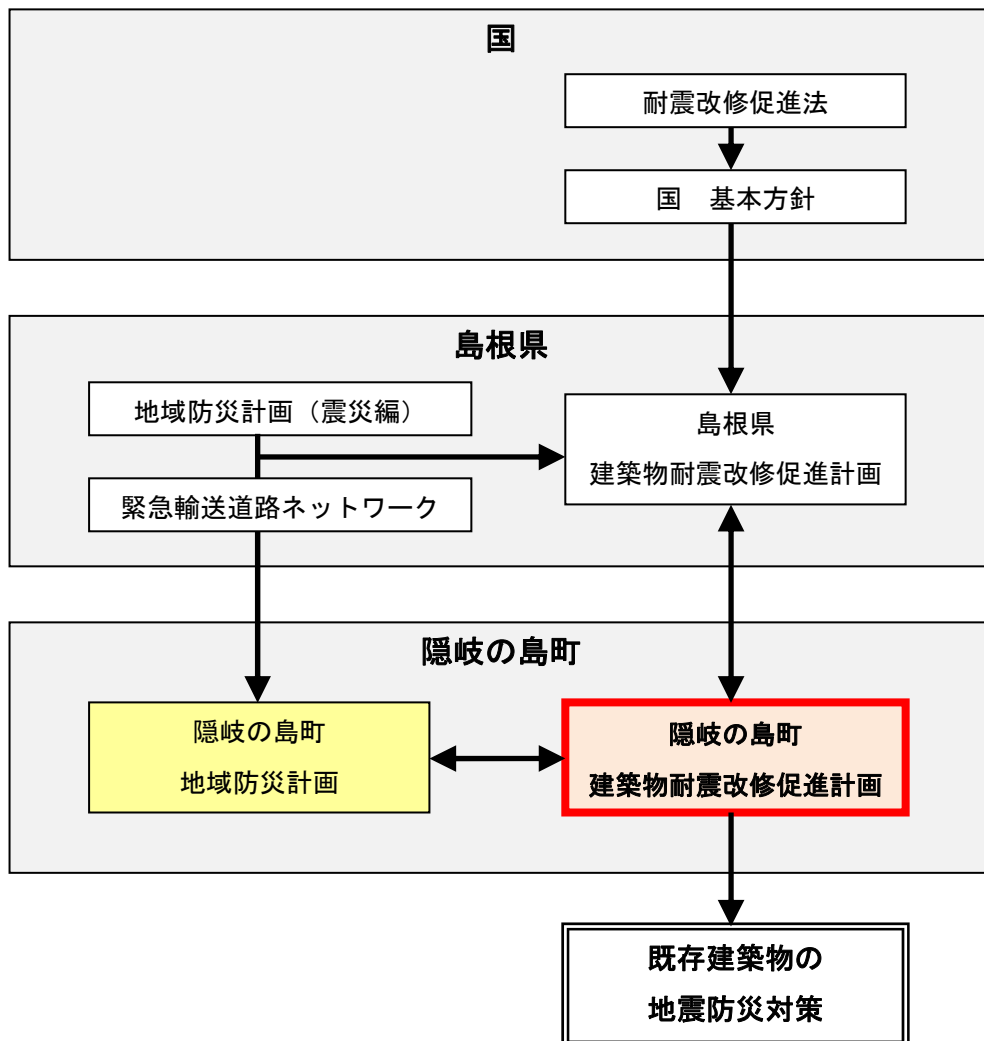 国
耐震改修促進法
国　基本方針
島根県
地域防災計画（震災編）
緊急輸送道路ネットワーク
島根県
建築物耐震改修促進計画
隠岐の島町
隠岐の島町
地域防災計画
隠岐の島町
建築物耐震改修促進計画
既存建築物の
地震防災対策